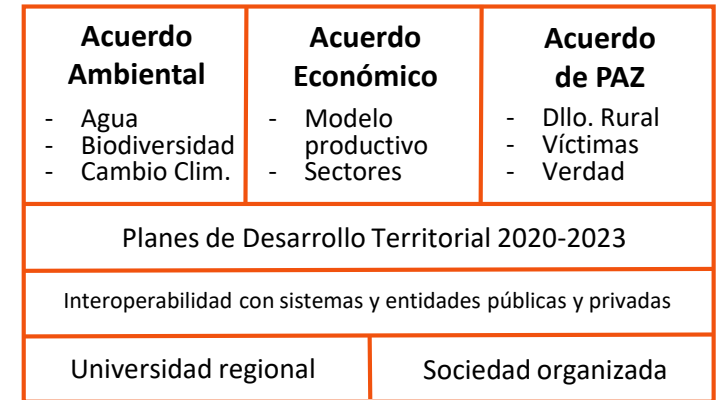 Acuerdo
Ambiental
- Agua
- Biodiversidad
- Cambio Clim.
Acuerdo
Económico
- Modelo
productivo
- Sectores
Acuerdo
de PAZ
- Dllo. Rural
- Víctimas
- Verdad
Planes de Desarrollo Territorial 2020-2023
Interoperabilidad con sistemas y entidades públicas y privadas
Universidad regional
Sociedad organizada